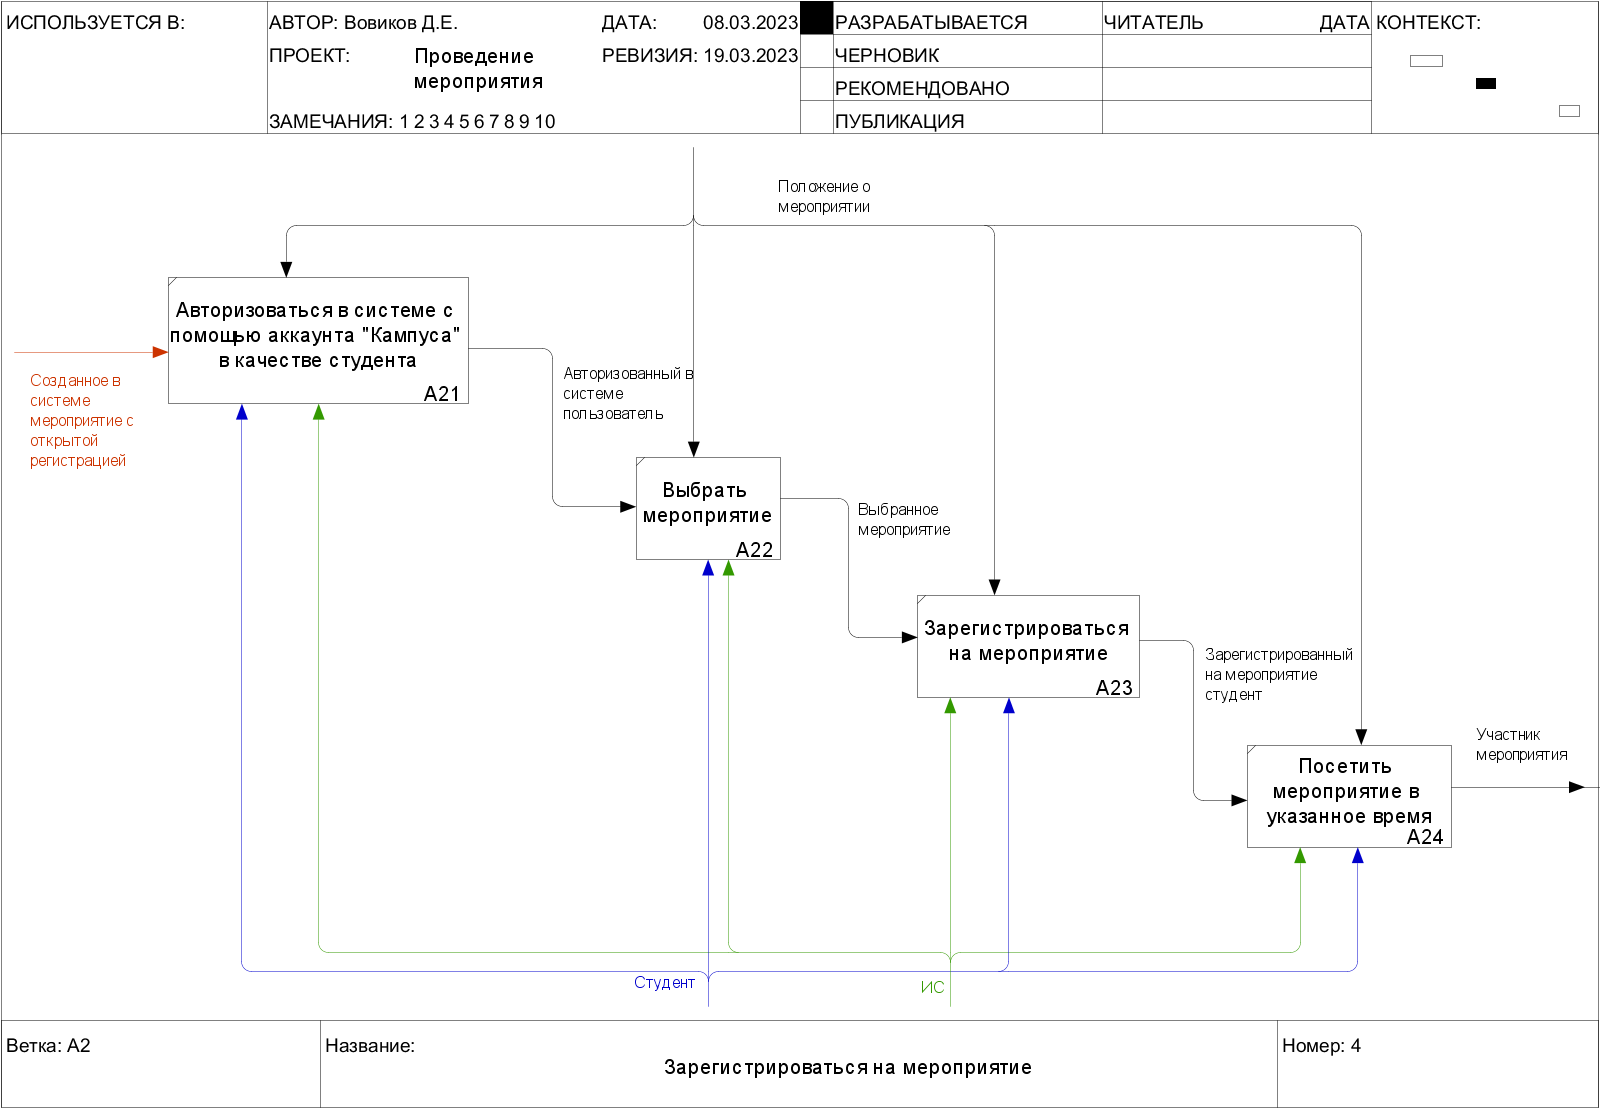 ИСПОЛЬЗУЕТСЯ В:
АВТОР: Вовиков Д.Е.
ДАТА: 08.03.2023
ПРОЕКТ: Проведение
мероприятия
РЕВИЗИЯ: 19.03.2023
ЗАМЕЧАНИЯ: 1 2 3 4 5 6 7 8 9 10
РАЗРАБАТЫВАЕТСЯ
ЧЕРНОВИК
РЕКОМЕНДОВАНО
ПУБЛИКАЦИЯ
ЧИТАТЕЛЬ
ДАТА
КОНТЕКСТ:
Положение о
мероприятии
Авторизоваться в системе с
помощью аккаунта "Кампуса"
в качестве студента
A21
Созданное в
системе
мероприятие с
открытой
регистрацией
Авторизованный в
системе
пользователь
Выбрать
мероприятие
A22
Выбранное
мероприятие
Зарегистрироваться
на мероприятие
A23
Зарегистрированный
на мероприятие
студент
Посетить
мероприятие в
указанное время
A24
Участник
мероприятия
Студент
ИС
Ветка: A2
Название:
Зарегистрироваться на мероприятие
Номер: 4